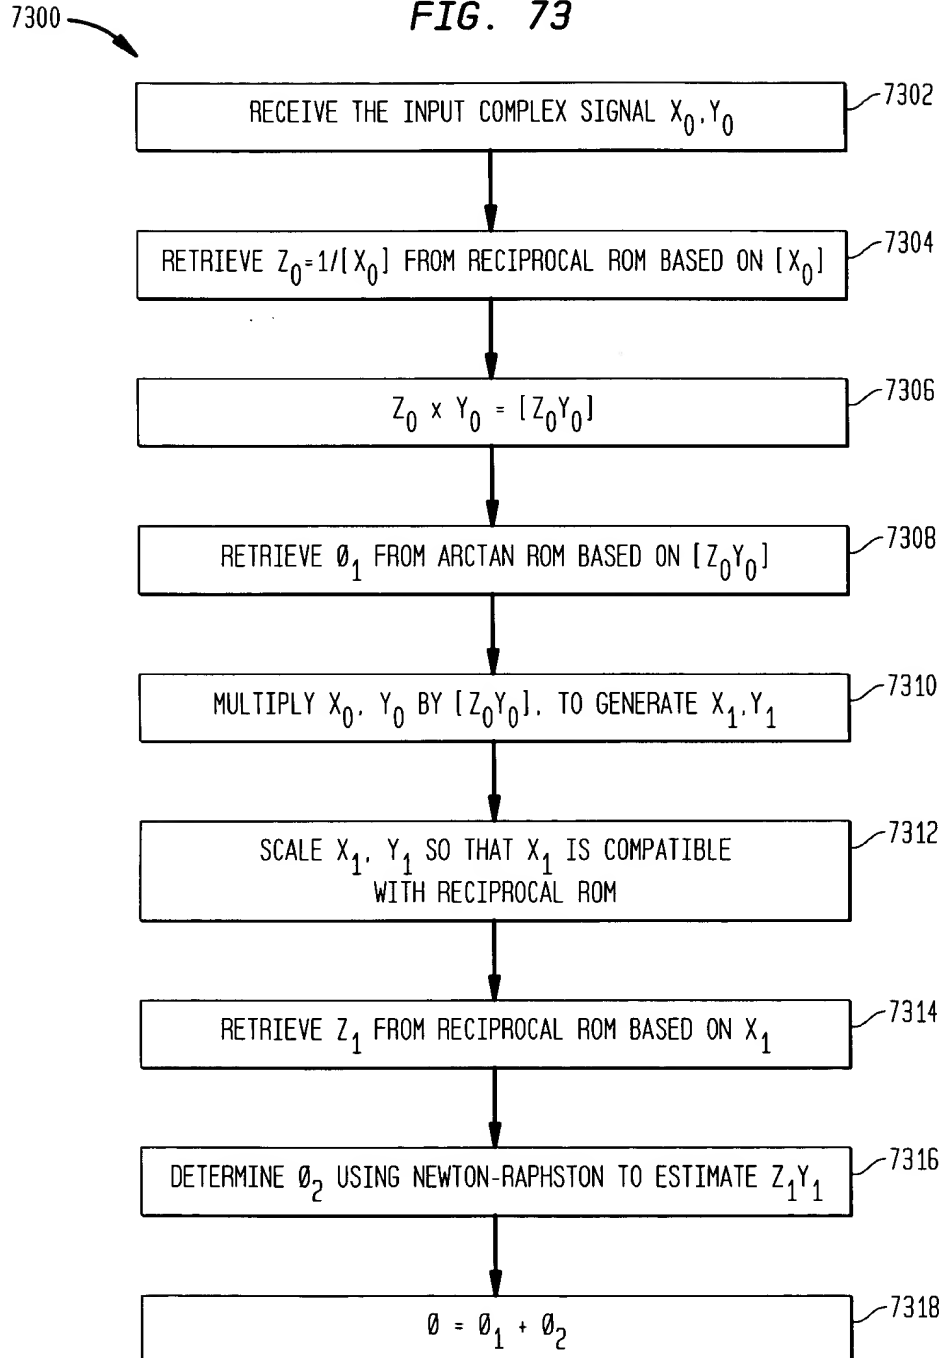 FIG. 73
7300
RECEIVE THE INPUT COMPLEX SIGNAL X0,Y0
7302
RETRIEVE Z0=1/[X0] FROM RECIPROCAL ROM BASED ON [X0]
7304
Z0 x Y0 = [Z0Y0]
7306
RETRIEVE Ø1 FROM ARCTAN ROM BASED ON [Z0Y0]
7308
MULTIPLY X0, Y0 BY [Z0Y0], TO GENERATE X1,Y1
7310
SCALE X1, Y1 SO THAT X1 IS COMPATIBLE
WITH RECIPROCAL ROM
7312
RETRIEVE Z1 FROM RECIPROCAL ROM BASED ON X1
7314
DETERMINE Ø2 USING NEWTON-RAPHSTON TO ESTIMATE Z1Y1
7316
Ø = Ø1 + Ø2
7318